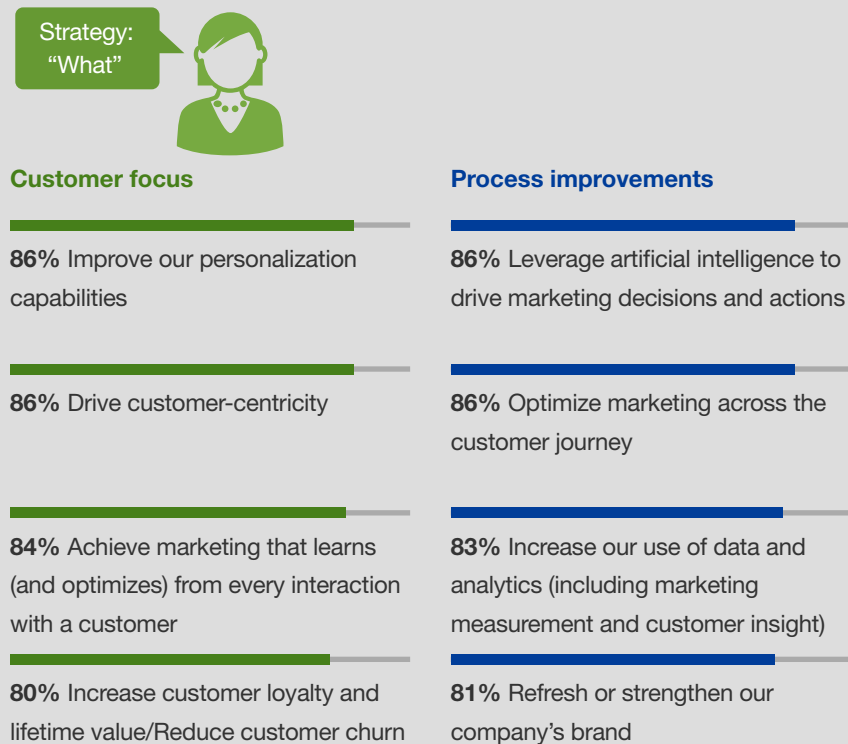 Strategy:
“What”
Customer focus
86% Improve our personalization
capabilities
86% Drive customer-centricity
84% Achieve marketing that learns
(and optimizes) from every interaction
with a customer
80% Increase customer loyalty and
lifetime value/Reduce customer churn
Process improvements
86% Leverage artificial intelligence to
drive marketing decisions and actions
86% Optimize marketing across the
customer journey
83% Increase our use of data and
analytics (including marketing
measurement and customer insight)
81% Refresh or strengthen our
company’s brand